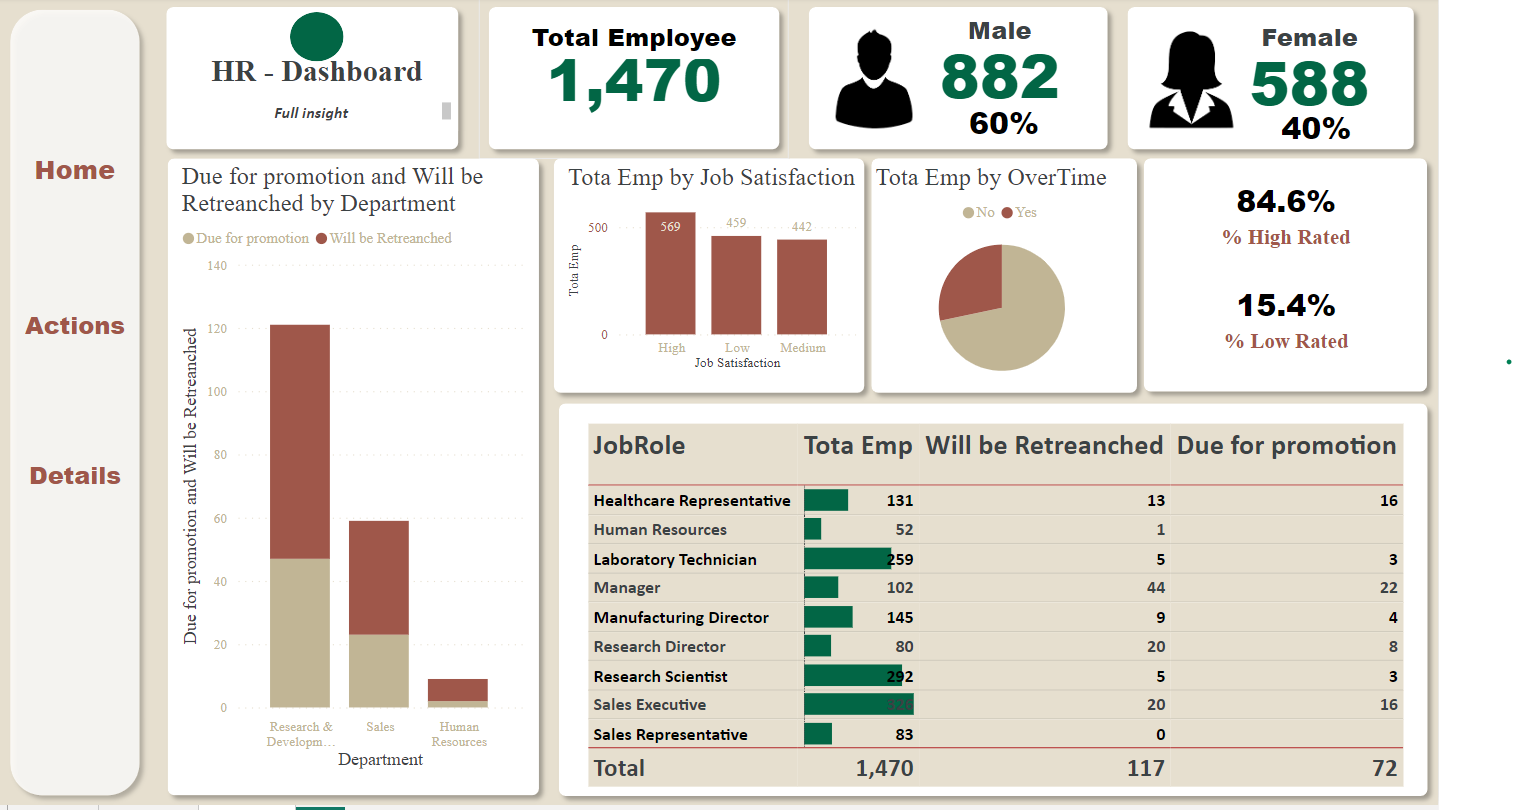 HR - Dashboard
Full insight
Total Employee
1,470
Male
882
60%
Female
588
40%
Home
Actions
Details
Due for promotion and Will be
Retreanched by Department
Due for promotion Will be Retreanched
Due for promotion and Will be Retreanched
140
120
100
80
60
40
20
0
Research &
Developm…
Sales
Human
Resources
Department
Tota Emp by Job Satisfaction
Tota Emp
500
0
569
459
442
High
Low
Medium
Job Satisfaction
Tota Emp by OverTime
No Yes
84.6%
% High Rated
15.4%
% Low Rated
JobRole Tota Emp Will be Retreanched Due for promotion
Healthcare Representative 131 13 16
Human Resources 52 1
Laboratory Technician 259 5 3
Manager 102 44 22
Manufacturing Director 145 9 4
Research Director 80 20 8
Research Scientist 292 5 3
Sales Executive 326 20 16
Sales Representative 83 0
Total 1,470 117 72